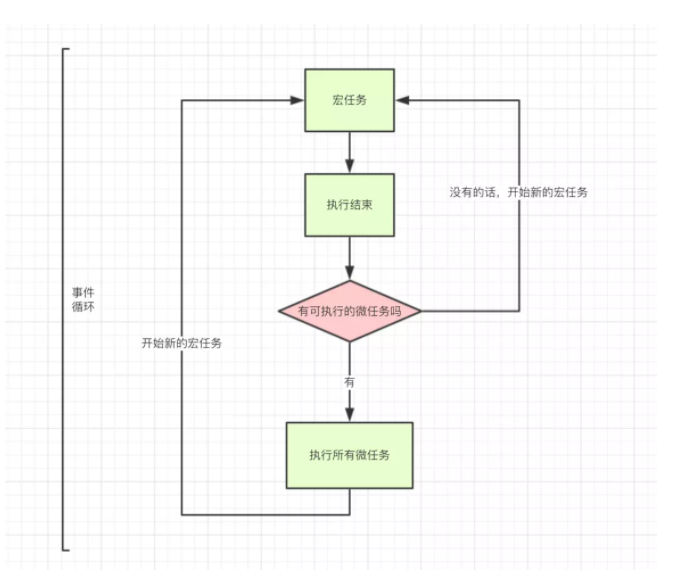 宏任务
执行结束
没有的话，开始新的宏任务
事件
循环
有可执行的微任务吗
开始新的宏任务
有
执行所有微任务